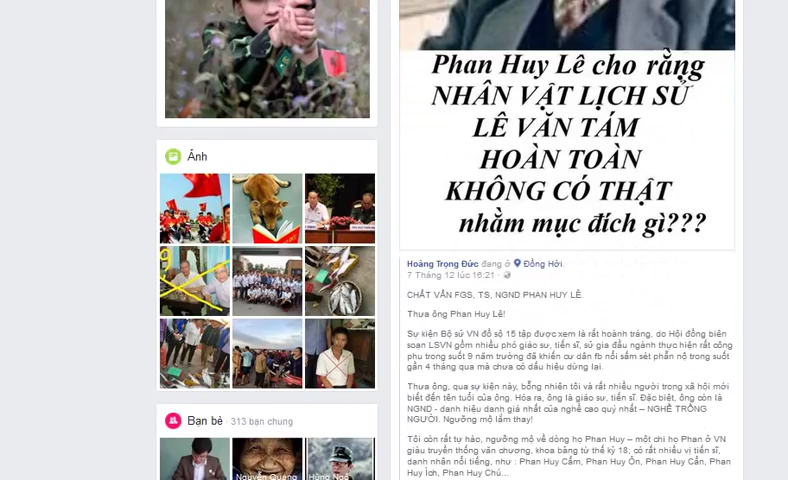 Phan Huy Lê cho rằng
NHÂN VẬT LỊCH SỬ
LÊ VĂN TÁM
HOÀN TOÀN
KHÔNG CÓ THẬT
nhằm mục đích gì???
Ảnh
Hoàng Trọng Đức đang ở Đồng Hới.
7 Tháng 12 lúc 16:21 ·
CHẤT VẤN FGS, TS, NGND PHAN HUY LÊ.
Thưa ông Phan Huy Lê!
Sự kiện Bộ sử VN đồ sộ 15 tập được xem là rất hoành tráng, do Hội đồng biên
soạn LSVN gồm nhiều phó giáo sư, tiến sĩ, sử gia đầu ngành thực hiện rất công
phu trong suốt 9 năm trường đã khiến cư dân fb nổi sấm sét phẫn nộ trong suốt
gần 4 tháng qua mà chưa có dấu hiệu dừng lại.
Thưa ông, qua sự kiện này, bỗng nhiên tôi và rất nhiều người trong xã hội mới
biết đến tên tuổi của ông. Hóa ra, ông là giáo sư, tiến sĩ. Đặc biệt, ông còn là
NGND - danh hiệu danh giá nhất của nghề cao quý nhất – NGHỀ TRỒNG
NGƯỜI. Ngưỡng mộ lắm thay!
Tôi còn rất tự hào, ngưỡng mộ về dòng họ Phan Huy – một chi họ Phan ở VN
giàu truyền thống văn chương, khoa bảng từ thế kỷ 18; có rất nhiều vị tiến sĩ,
danh nhân nổi tiếng, như : Phan Huy Cẩm, Phan Huy Ôn, Phan Huy Cẩn, Phan
Huy Ích, Phan Huy Chú...
Bạn bè · 313 bạn chung
Nguyễn Quang
Hùng Ngô